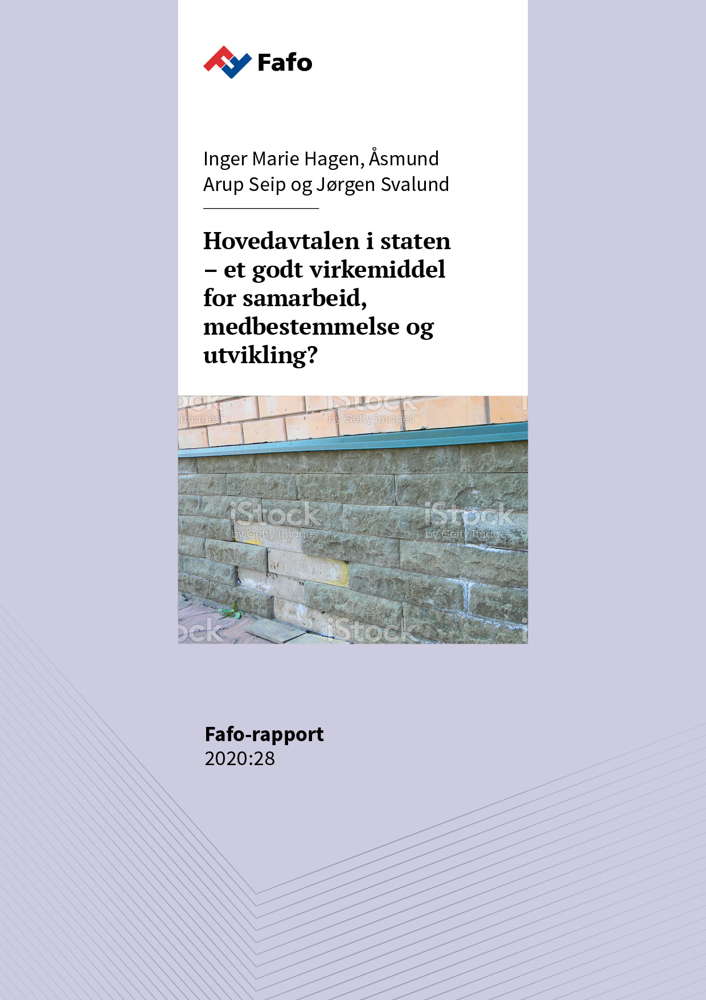 Fafo
Inger Marie Hagen, Åsmund
Arup Seip og Jørgen Svalund
Hovedavtalen i staten
– et godt virkemiddel
for samarbeid,
medbestemmelse og
utvikling?
ock
iStock
Images
by Getty Images™
iStock
iStock
by Getty Images
by Getty Images
ock
iStock
Fafo-rapport
2020:28